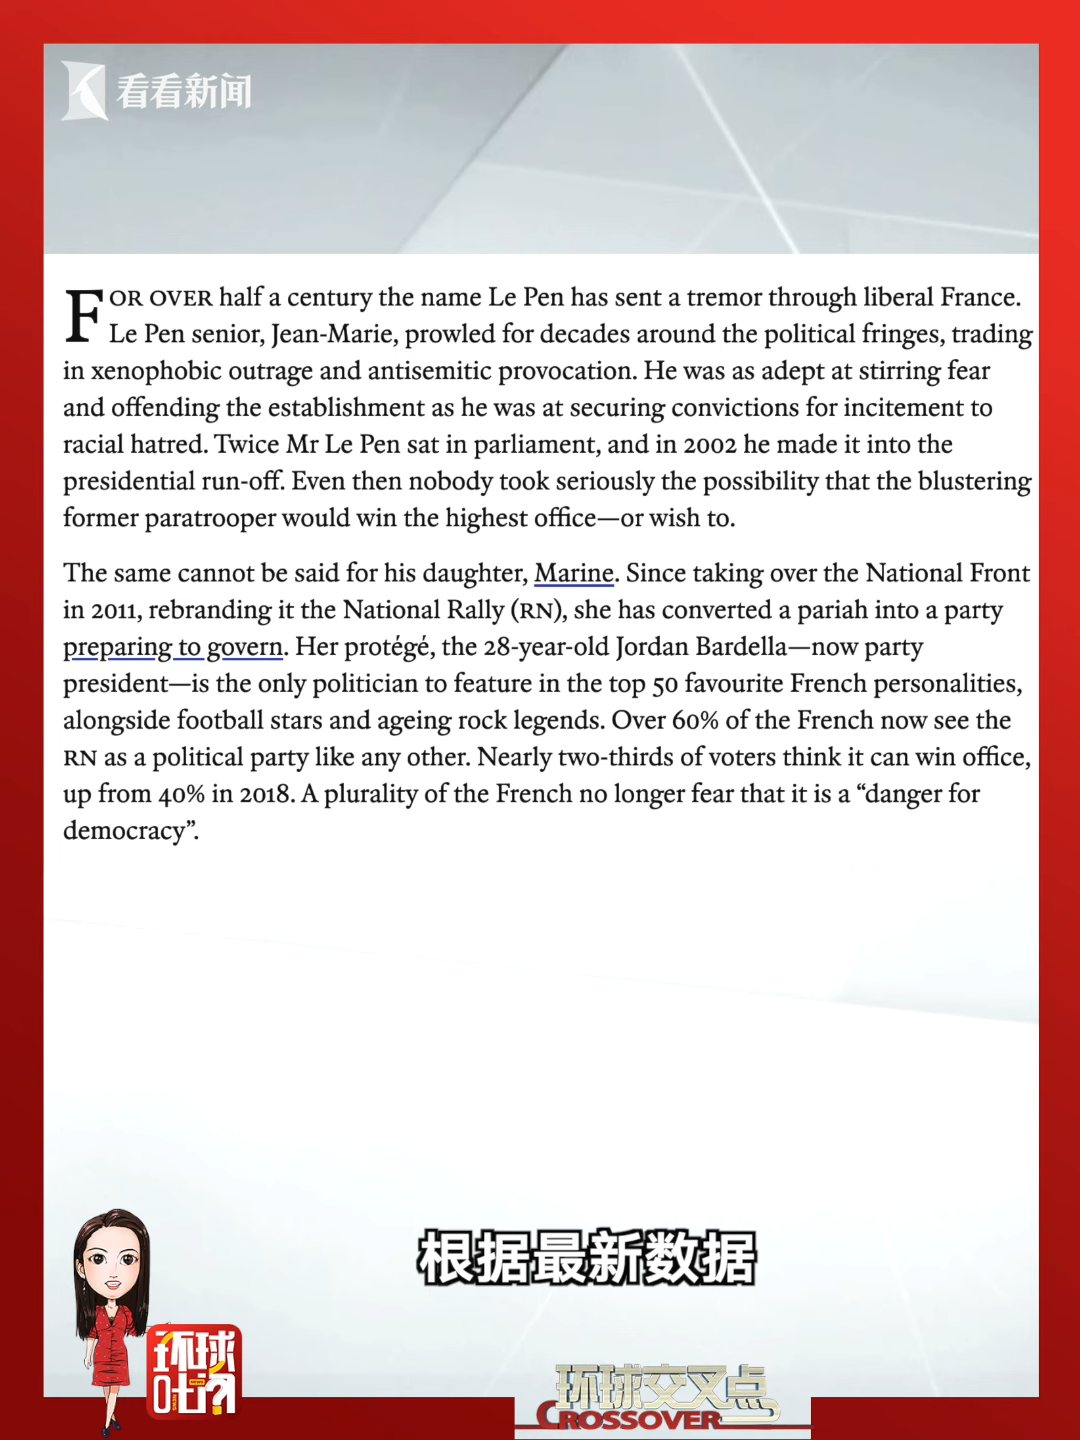 看看新闻
FOR OVER half a century the name Le Pen has sent a tremor through liberal France.
Le Pen senior, Jean-Marie, prowled for decades around the political fringes, trading
in xenophobic outrage and antisemitic provocation. He was as adept at stirring fear
and offending the establishment as he was at securing convictions for incitement to
racial hatred. Twice Mr Le Pen sat in parliament, and in 2002 he made it into the
presidential run-off. Even then nobody took seriously the possibility that the blustering
former paratrooper would win the highest office—or wish to.
The same cannot be said for his daughter, Marine. Since taking over the National Front
in 2011, rebranding it the National Rally (RN), she has converted a pariah into a party
preparing to govern. Her protégé, the 28-year-old Jordan Bardella—now party
president—is the only politician to feature in the top 50 favourite French personalities,
alongside football stars and ageing rock legends. Over 60% of the French now see the
RN as a political party like any other. Nearly two-thirds of voters think it can win office,
up from 40% in 2018. A plurality of the French no longer fear that it is a “danger for
democracy”.
根据最新数据
环球
NEWS
环球交叉点
CROSSOVER